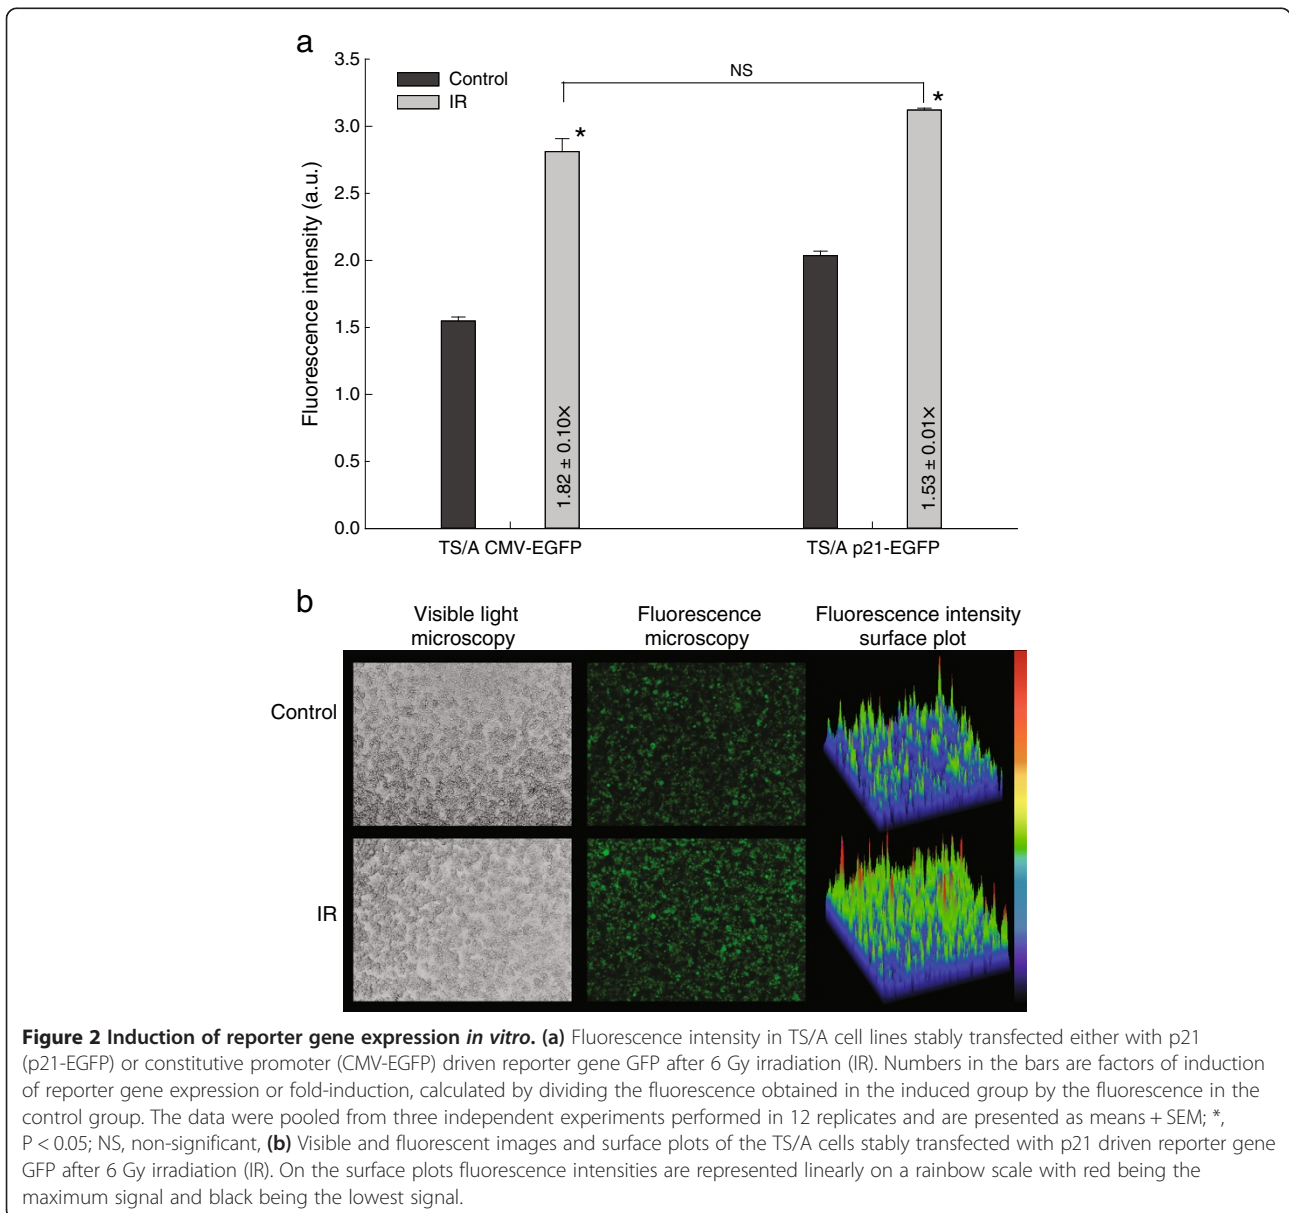 a
3.5
3.0
2.5
2.0
1.5
1.0
0.5
0.0
Fluorescence intensity (a.u.)
Control
IR
NS
*
*
1.82 ± 0.10×
1.53 ± 0.01×
TS/A CMV-EGFP
TS/A p21-EGFP
b
Visible light
microscopy
Fluorescence
microscopy
Fluorescence intensity
surface plot
Control
IR
Figure 2 Induction of reporter gene expression in vitro. (a) Fluorescence intensity in TS/A cell lines stably transfected either with p21
(p21-EGFP) or constitutive promoter (CMV-EGFP) driven reporter gene GFP after 6 Gy irradiation (IR). Numbers in the bars are factors of induction
of reporter gene expression or fold-induction, calculated by dividing the fluorescence obtained in the induced group by the fluorescence in the
control group. The data were pooled from three independent experiments performed in 12 replicates and are presented as means + SEM; *,
P < 0.05; NS, non-significant, (b) Visible and fluorescent images and surface plots of the TS/A cells stably transfected with p21 driven reporter gene
GFP after 6 Gy irradiation (IR). On the surface plots fluorescence intensities are represented linearly on a rainbow scale with red being the
maximum signal and black being the lowest signal.